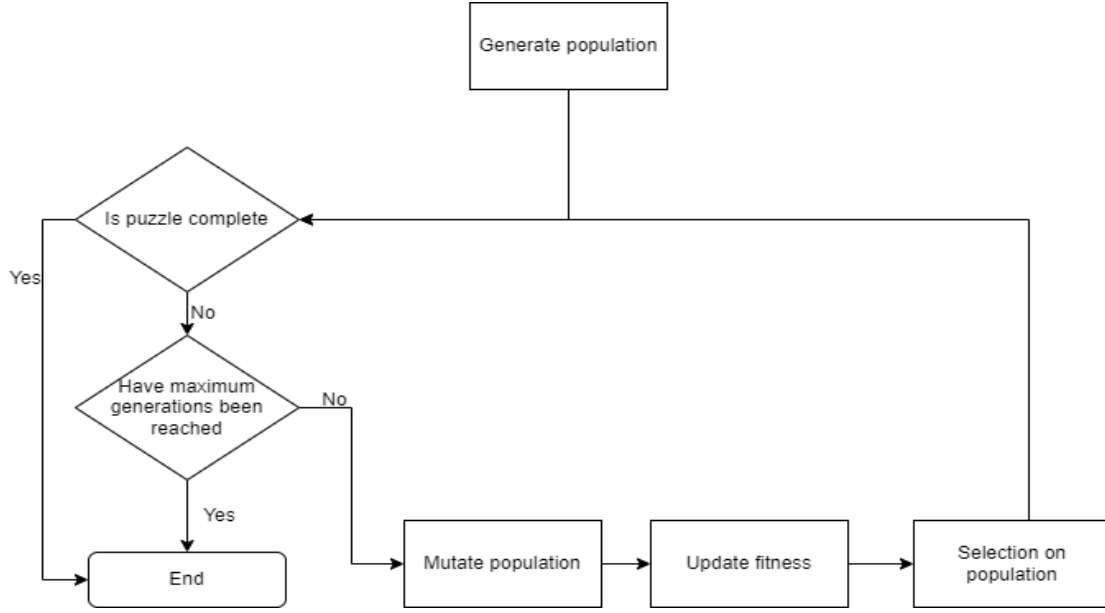 Generate population
Is puzzle complete
Yes
No
Have maximum
generations been
reached
No
Yes
End
Mutate population
Update fitness
Selection on
population